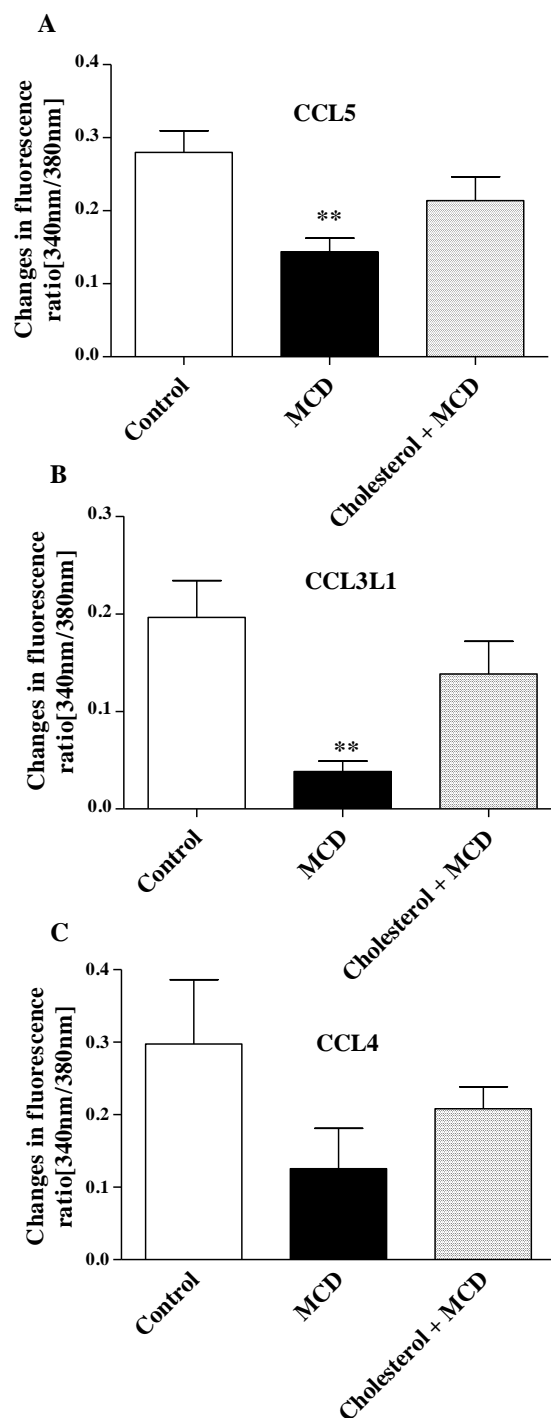 A
Changes in fluorescence
ratio[340nm/380nm]
0.4
0.3
0.2
0.1
0.0
CCL5
**
Control
MCD
Cholesterol + MCD
B
Changes in fluorescence
ratio[340nm/380nm]
0.3
0.2
0.1
0.0
CCL3L1
**
Control
MCD
Cholesterol + MCD
C
Changes in fluorescence
ratio[340nm/380nm]
0.4
0.3
0.2
0.1
0.0
CCL4
Control
MCD
Cholesterol + MCD